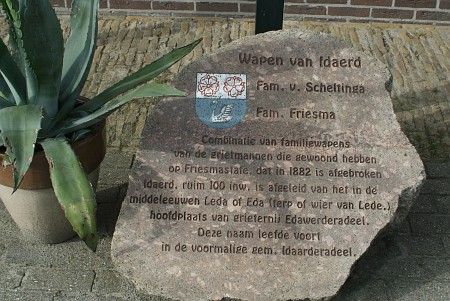 Wapen van Idaerd
Fam. v. Scheltinga
Fam. Friesma
Combinatie van familiewapens
van de grietmannen die gewoond hebben
op Friesmastate, dat in 1882 is afgebroken
Idaerd, ruim 100 inw. is afgeleid van het in de
middeleeuwen Leda of Eda (terp of wier van Lede.)
hoofdplaats van grieternij Edawerderadeel.
Deze naam leefde voort
in de voormalige gem. Idaarderadeel.